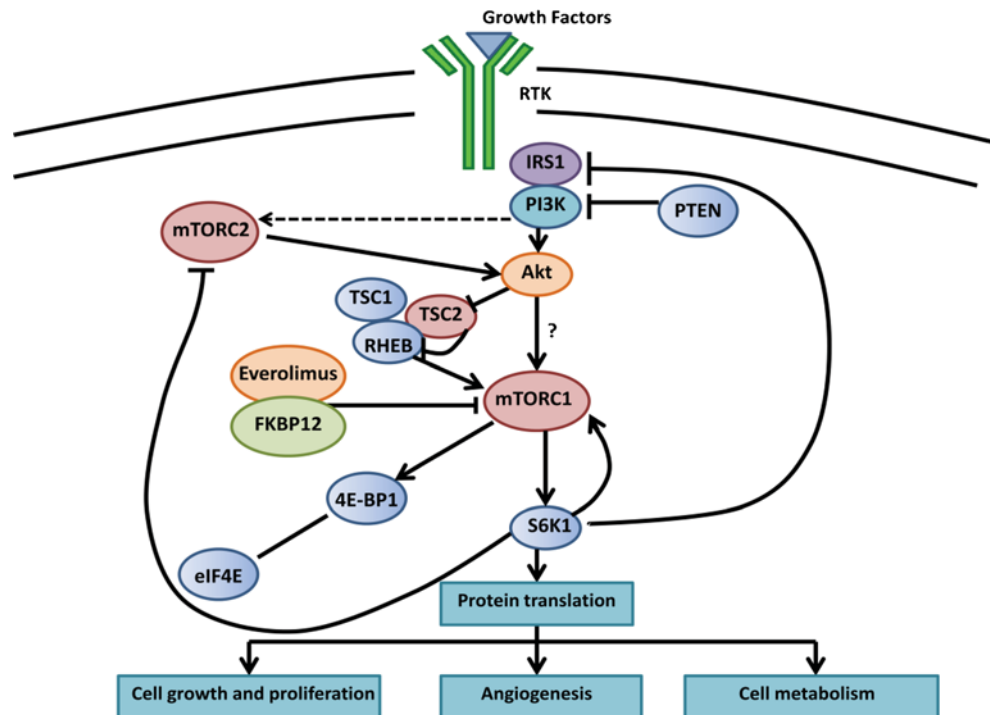 Growth Factors
RTK
IRS1
PI3K
PTEN
mTORC2
Akt
TSC1
TSC2
?
RHEB
Everolimus
mTORC1
FKBP12
4E-BP1
S6K1
eIF4E
Protein translation
Cell growth and proliferation
Angiogenesis
Cell metabolism